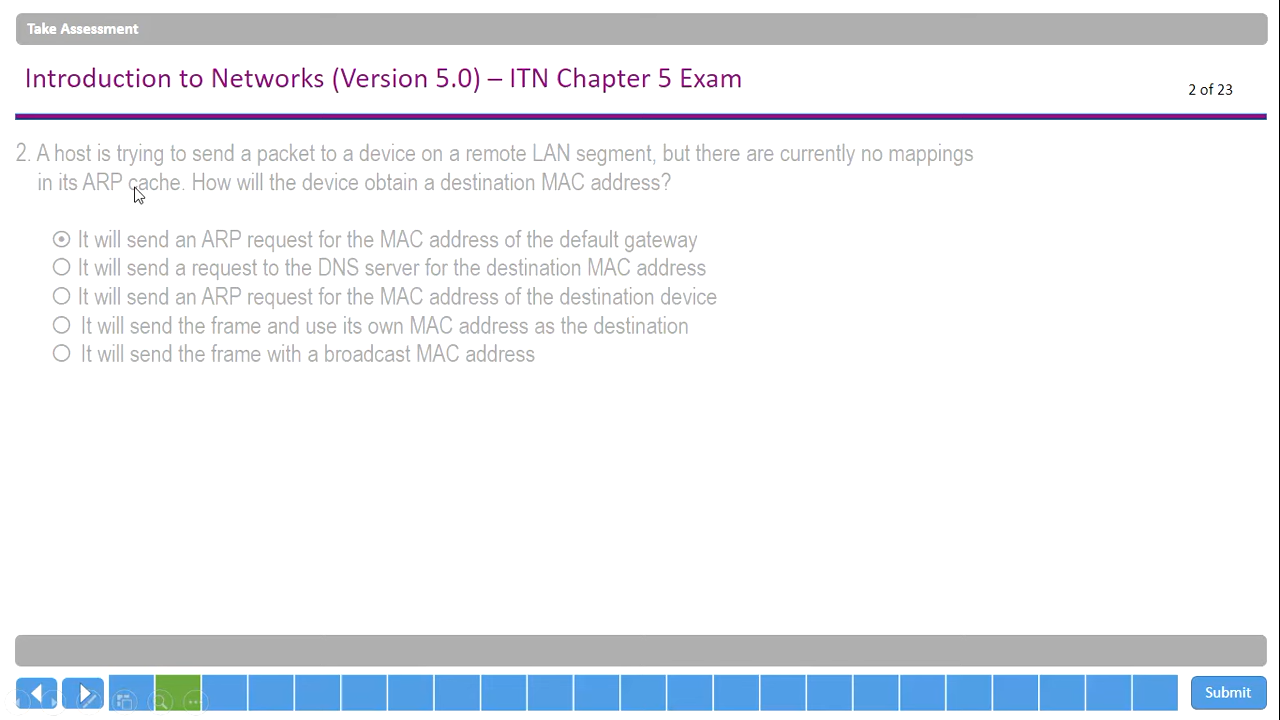 Take Assessment
Introduction to Networks (Version 5.0) – ITN Chapter 5 Exam
2 of 23
2. A host is trying to send a packet to a device on a remote LAN segment, but there are currently no mappings
in its ARP cache. How will the device obtain a destination MAC address?
It will send an ARP request for the MAC address of the default gateway
It will send a request to the DNS server for the destination MAC address
It will send an ARP request for the MAC address of the destination device
It will send the frame and use its own MAC address as the destination
It will send the frame with a broadcast MAC address
Submit